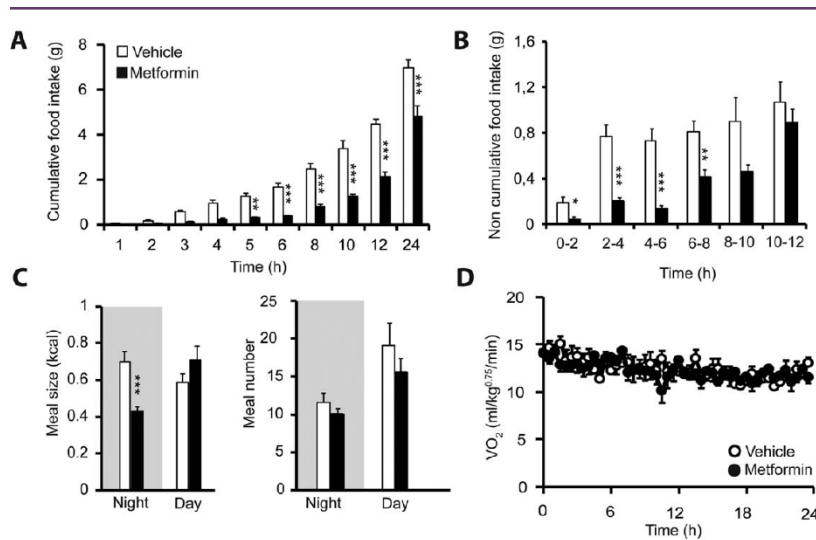 A
Cumulative food intake (g)
8
6
4
2
0
Vehicle
Metformin
** *** *** *** *** ***
1 2 3 4 5 6 8 10 12 24
Time (h)
B
Non cumulative food intake (g)
1,6
1,2
0,8
0,4
0
* *** *** **
0-2 2-4 4-6 6-8 8-10 10-12
Time (h)
C
Meal size (kcal)
1
0.8
0.6
0.4
0.2
0
***
Night Day
Meal number
25
20
15
10
5
0
Night Day
D
VO2 (ml/kg0.75/min)
20
15
10
5
0
Vehicle
Metformin
0 6 12 18 24
Time (h)